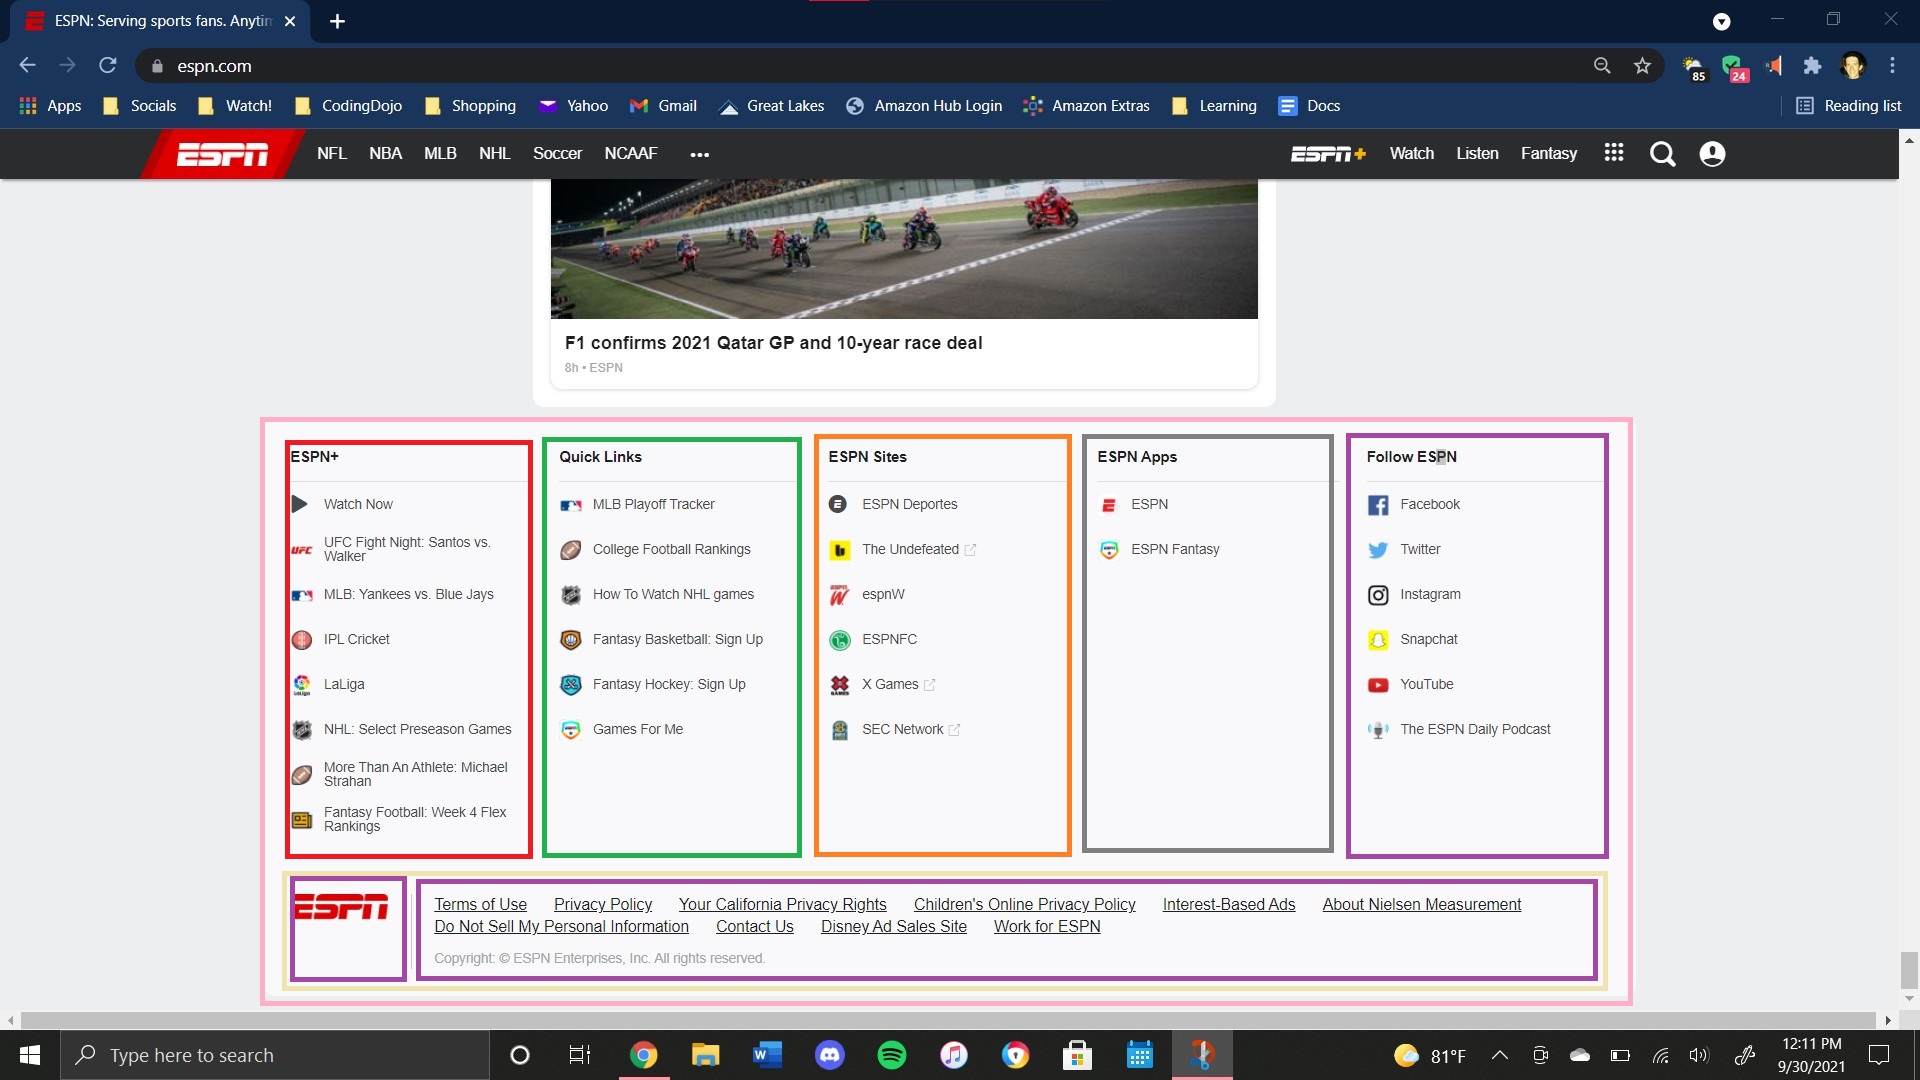 ESPN: Serving sports fans. Anytim
espn.com
85
24
Apps Socials Watch! CodingDojo Shopping Yahoo Gmail Great Lakes Amazon Hub Login Amazon Extras Learning Docs Reading list
ESPN NFL NBA MLB NHL Soccer NCAAF ... ESPN+ Watch Listen Fantasy
F1 confirms 2021 Qatar GP and 10-year race deal
8h • ESPN
ESPN+
Watch Now
UFC
UFC Fight Night: Santos vs.
Walker
MLB: Yankees vs. Blue Jays
IPL Cricket
LaLiga
NHL: Select Preseason Games
More Than An Athlete: Michael
Strahan
Fantasy Football: Week 4 Flex
Rankings
Quick Links
MLB Playoff Tracker
College Football Rankings
How To Watch NHL games
Fantasy Basketball: Sign Up
Fantasy Hockey: Sign Up
Games For Me
ESPN Sites
ESPN Deportes
The Undefeated
espnW
ESPNFC
X Games
SEC Network
ESPN Apps
ESPN
ESPN Fantasy
Follow ESPN
Facebook
Twitter
Instagram
Snapchat
YouTube
The ESPN Daily Podcast
ESPN
Terms of Use Privacy Policy Your California Privacy Rights Children's Online Privacy Policy Interest-Based Ads About Nielsen Measurement
Do Not Sell My Personal Information Contact Us Disney Ad Sales Site Work for ESPN
Copyright: © ESPN Enterprises, Inc. All rights reserved.
Type here to search
81°F
12:11 PM
9/30/2021